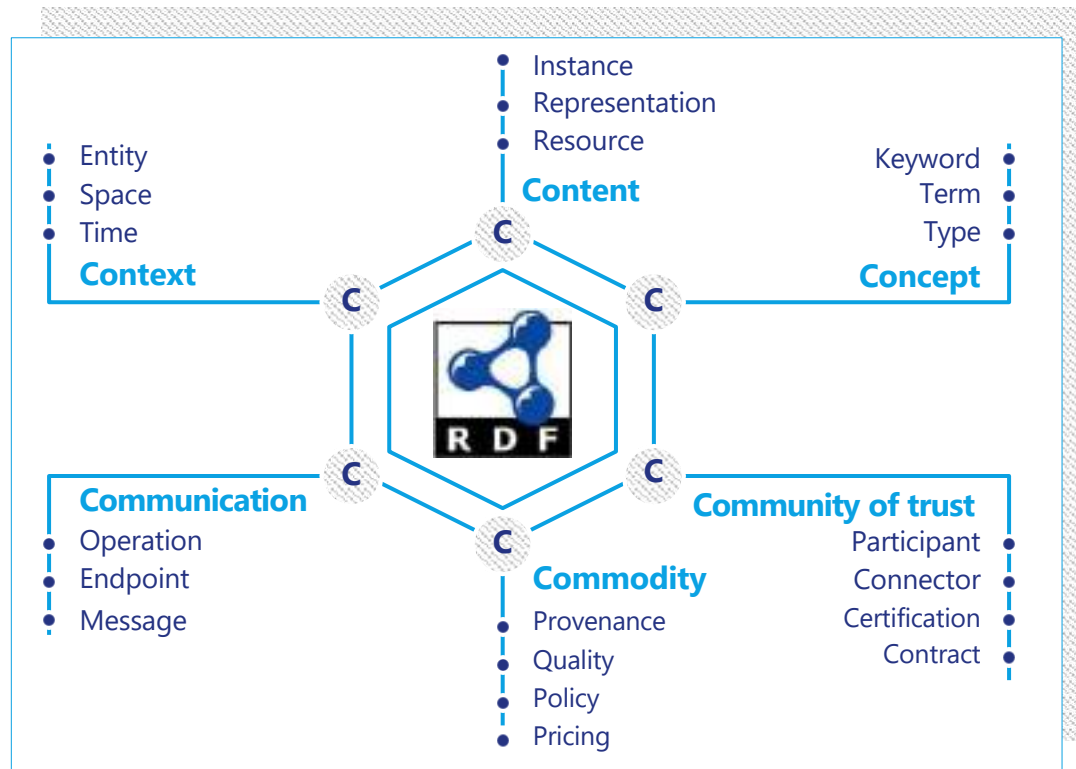 Instance
Representation
Resource
Content
Entity
Space
Time
Context
Keyword
Term
Type
Concept
C
C
C
RDF
C
C
C
Communication
Operation
Endpoint
Message
Commodity
Provenance
Quality
Policy
Pricing
Community of trust
Participant
Connector
Certification
Contract